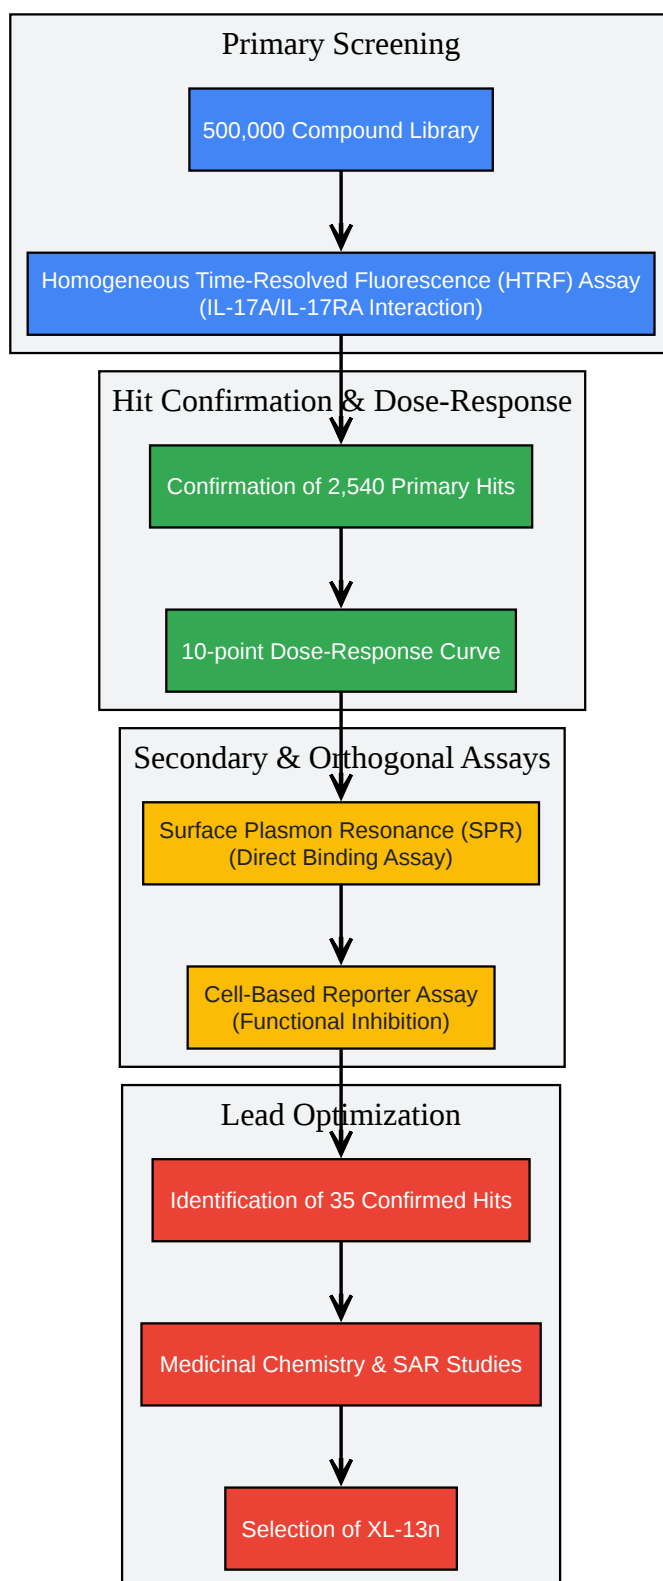 Primary Screening
500,000 Compound Library
Homogeneous Time-Resolved Fluorescence (HTRF) Assay
(IL-17A/IL-17RA Interaction)
Hit Confirmation & Dose-Response
Confirmation of 2,540 Primary Hits
10-point Dose-Response Curve
Secondary & Orthogonal Assays
Surface Plasmon Resonance (SPR)
(Direct Binding Assay)
Cell-Based Reporter Assay
(Functional Inhibition)
Lead Optimization
Identification of 35 Confirmed Hits
Medicinal Chemistry & SAR Studies
Selection of XL-13n